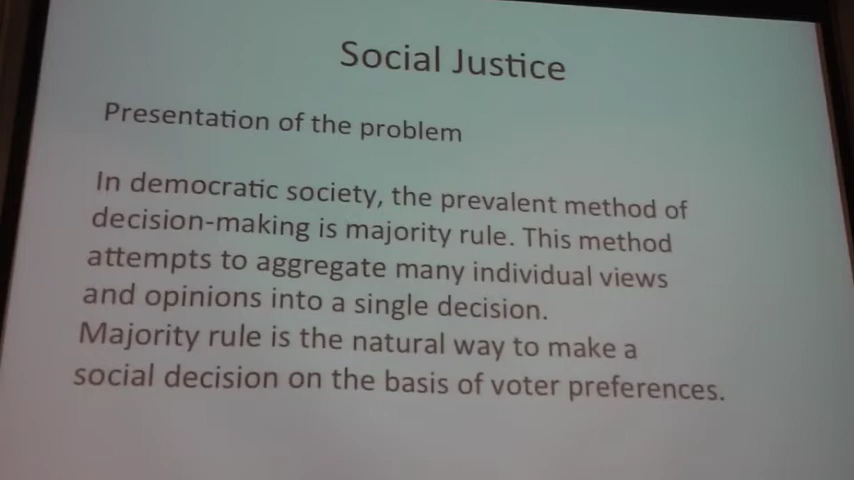 Social Justice
Presentation of the problem
In democratic society, the prevalent method of
decision-making is majority rule. This method
attempts to aggregate many individual views
and opinions into a single decision.
Majority rule is the natural way to make a
social decision on the basis of voter preferences.